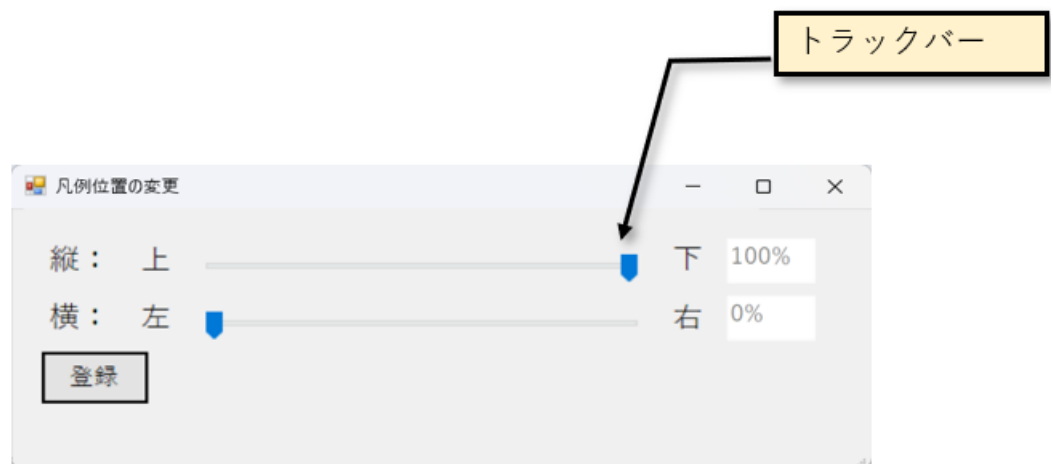 トラックバー
凡例位置の変更
縦： 上 下 100%
横： 左 右 0%
登録